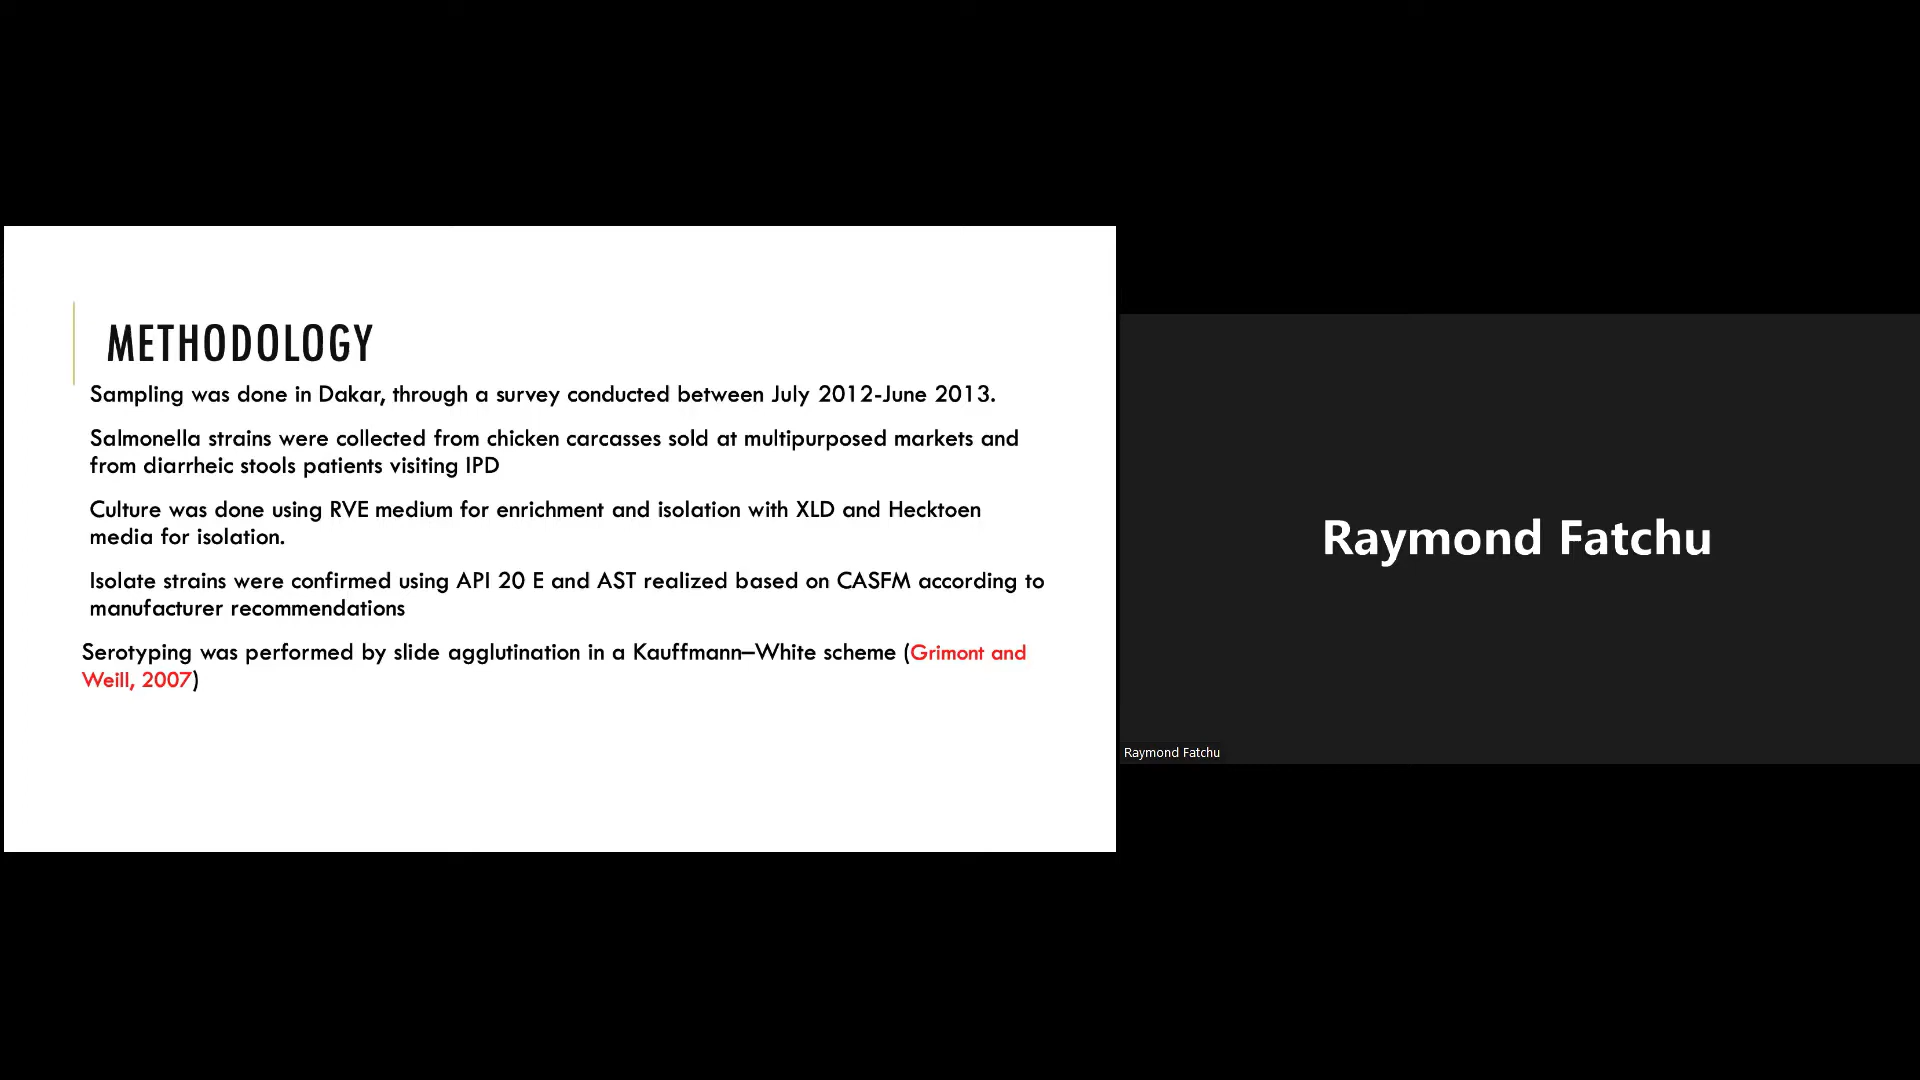 METHODOLOGY
Sampling was done in Dakar, through a survey conducted between July 2012-June 2013.
Salmonella strains were collected from chicken carcasses sold at multipurposed markets and
from diarrheic stools patients visiting IPD
Culture was done using RVE medium for enrichment and isolation with XLD and Hecktoen
media for isolation.
Isolate strains were confirmed using API 20 E and AST realized based on CASFM according to
manufacturer recommendations
Serotyping was performed by slide agglutination in a Kauffmann–White scheme (Grimont and
Weill, 2007)
Raymond Fatchu
Raymond Fatchu